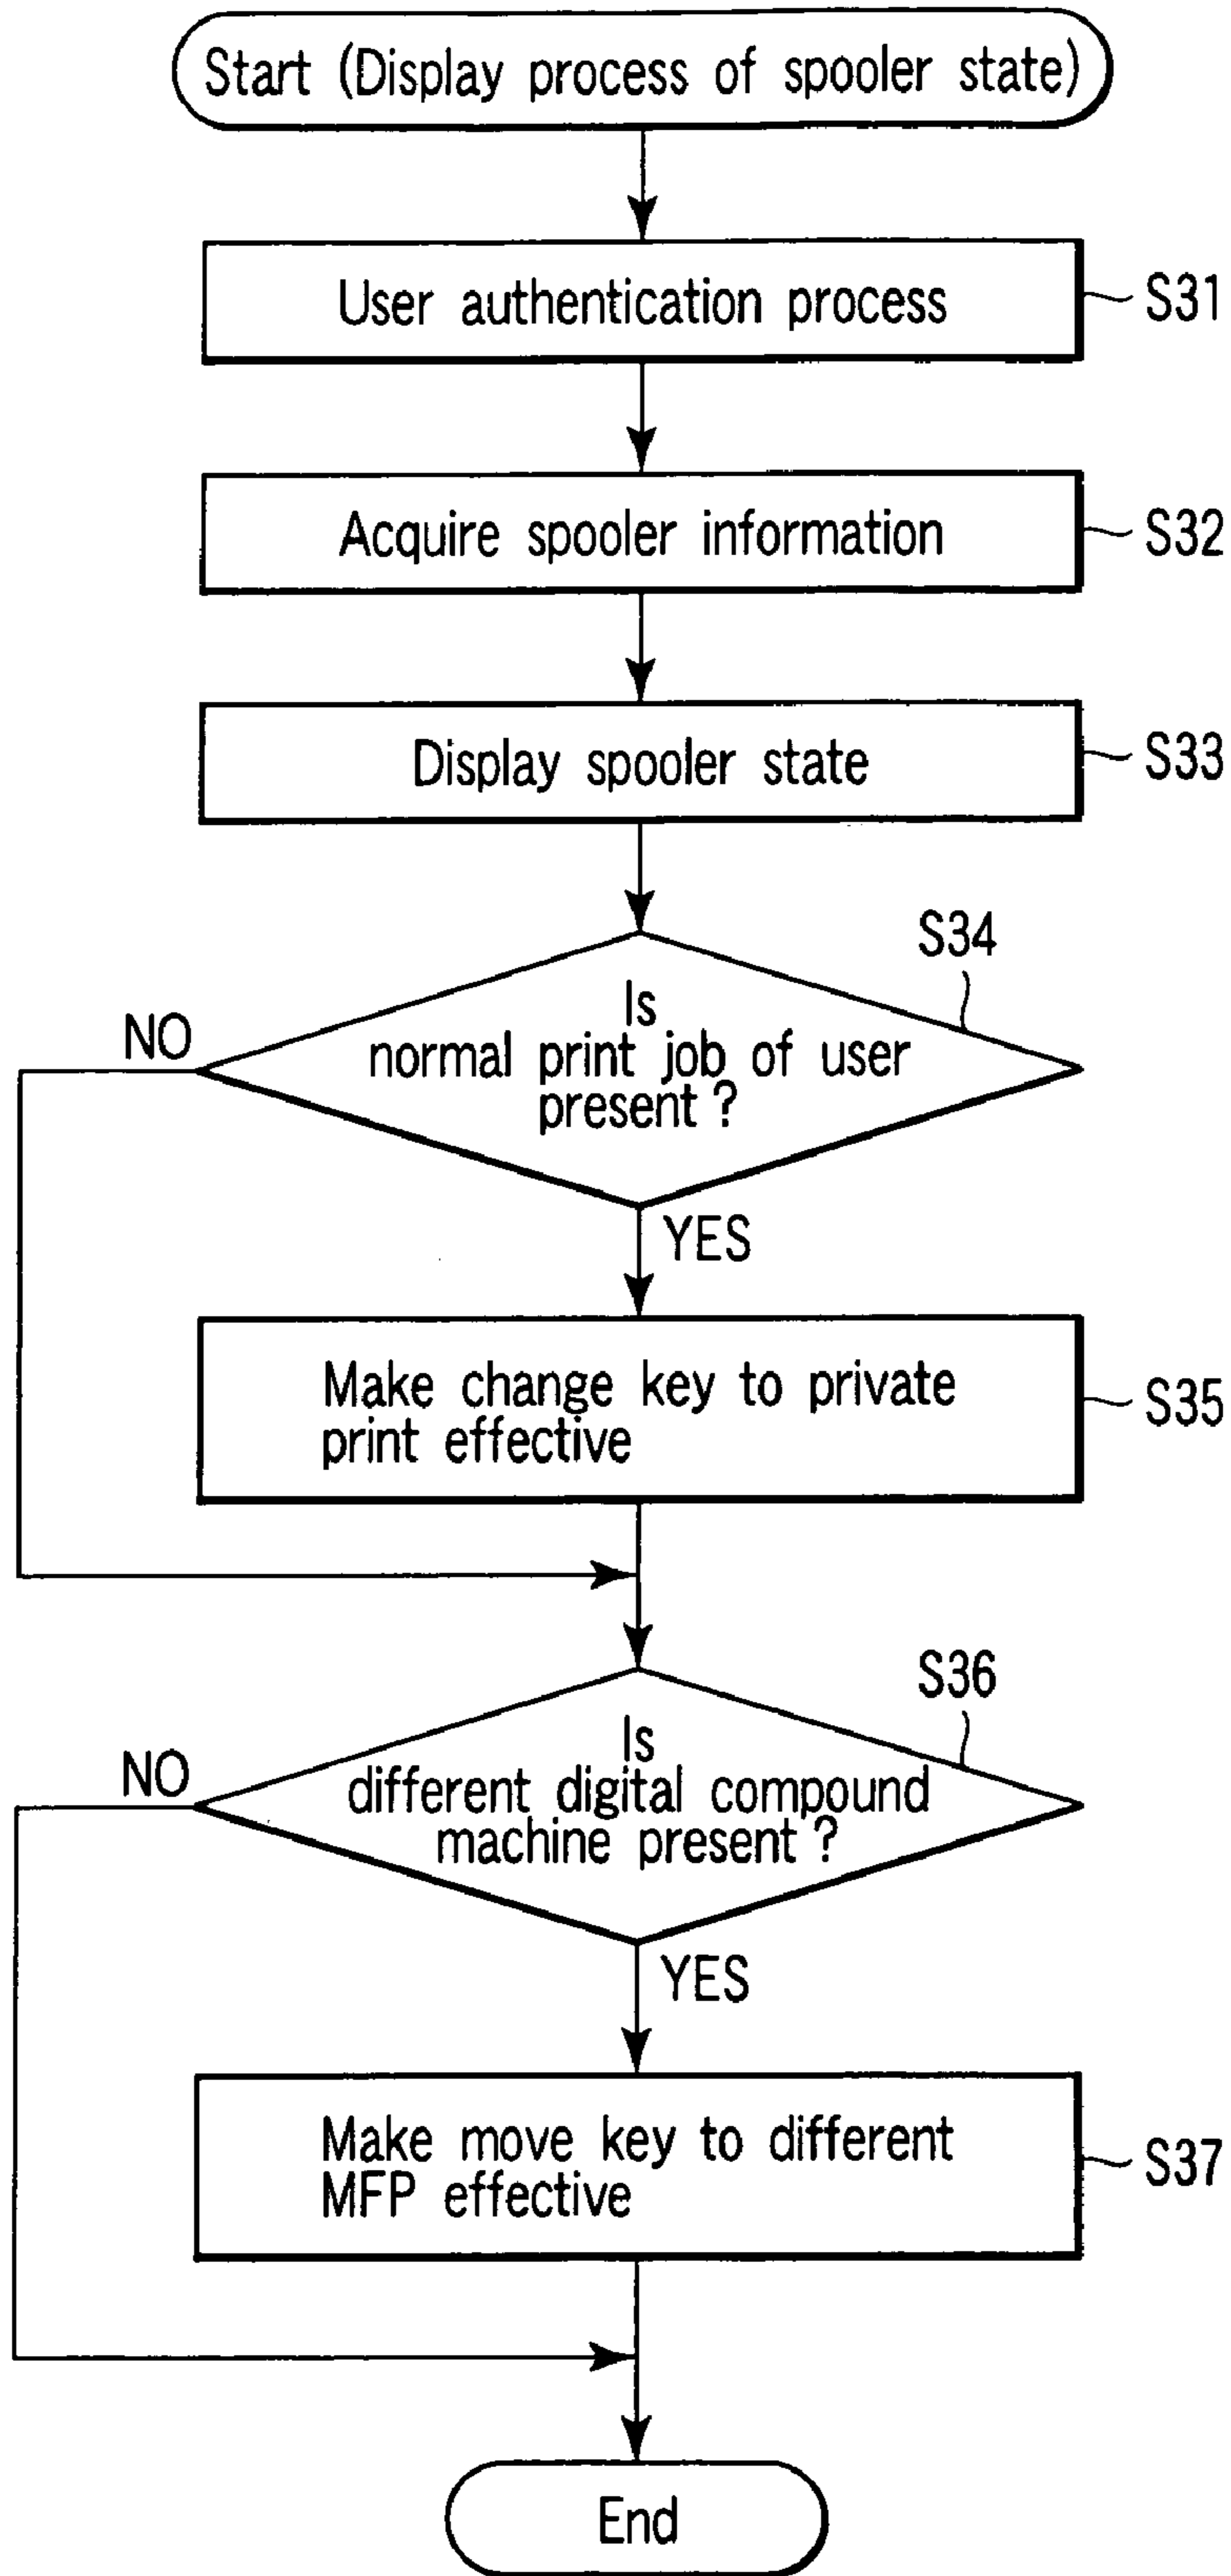 Start (Display process of spooler state)
User authentication process
S31
Acquire spooler information
S32
Display spooler state
S33
S34
Is
normal print job of user
present ?
NO
YES
Make change key to private
print effective
S35
S36
Is
different digital compound
machine present ?
NO
YES
Make move key to different
MFP effective
S37
End